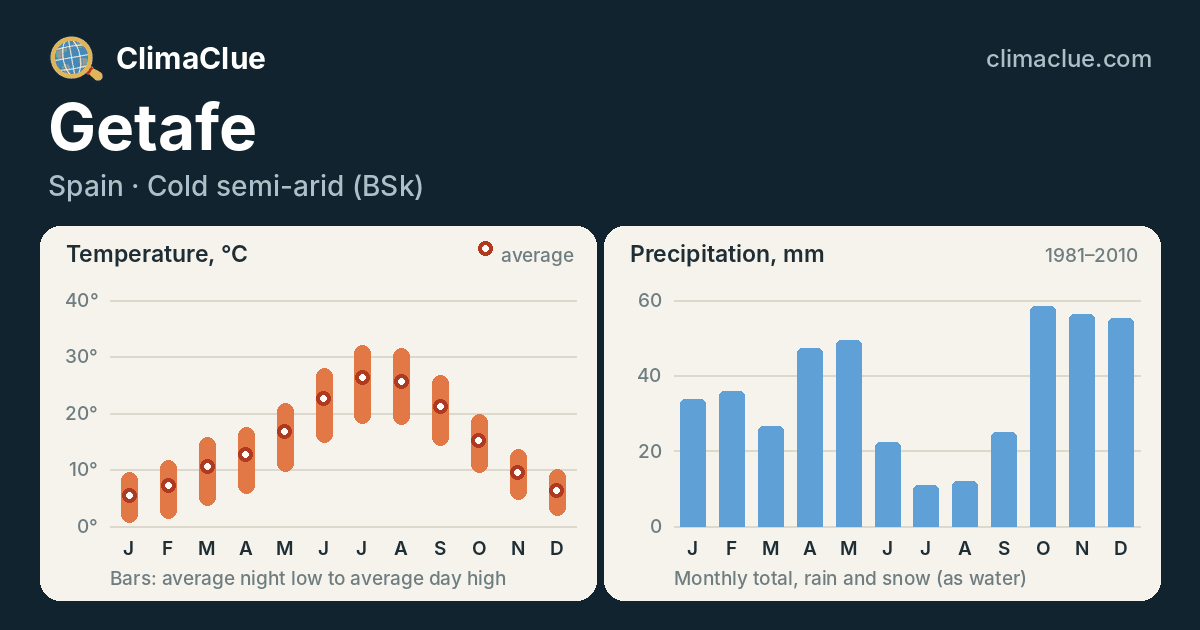 ClimaClue
climaclue.com
Getafe
Spain · Cold semi-arid (BSk)
Temperature, °C
average
40°
30°
20°
10°
0°
J F M A M J J A S O N D
Bars: average night low to average day high
Precipitation, mm
1981–2010
60
40
20
0
J F M A M J J A S O N D
Monthly total, rain and snow (as water)